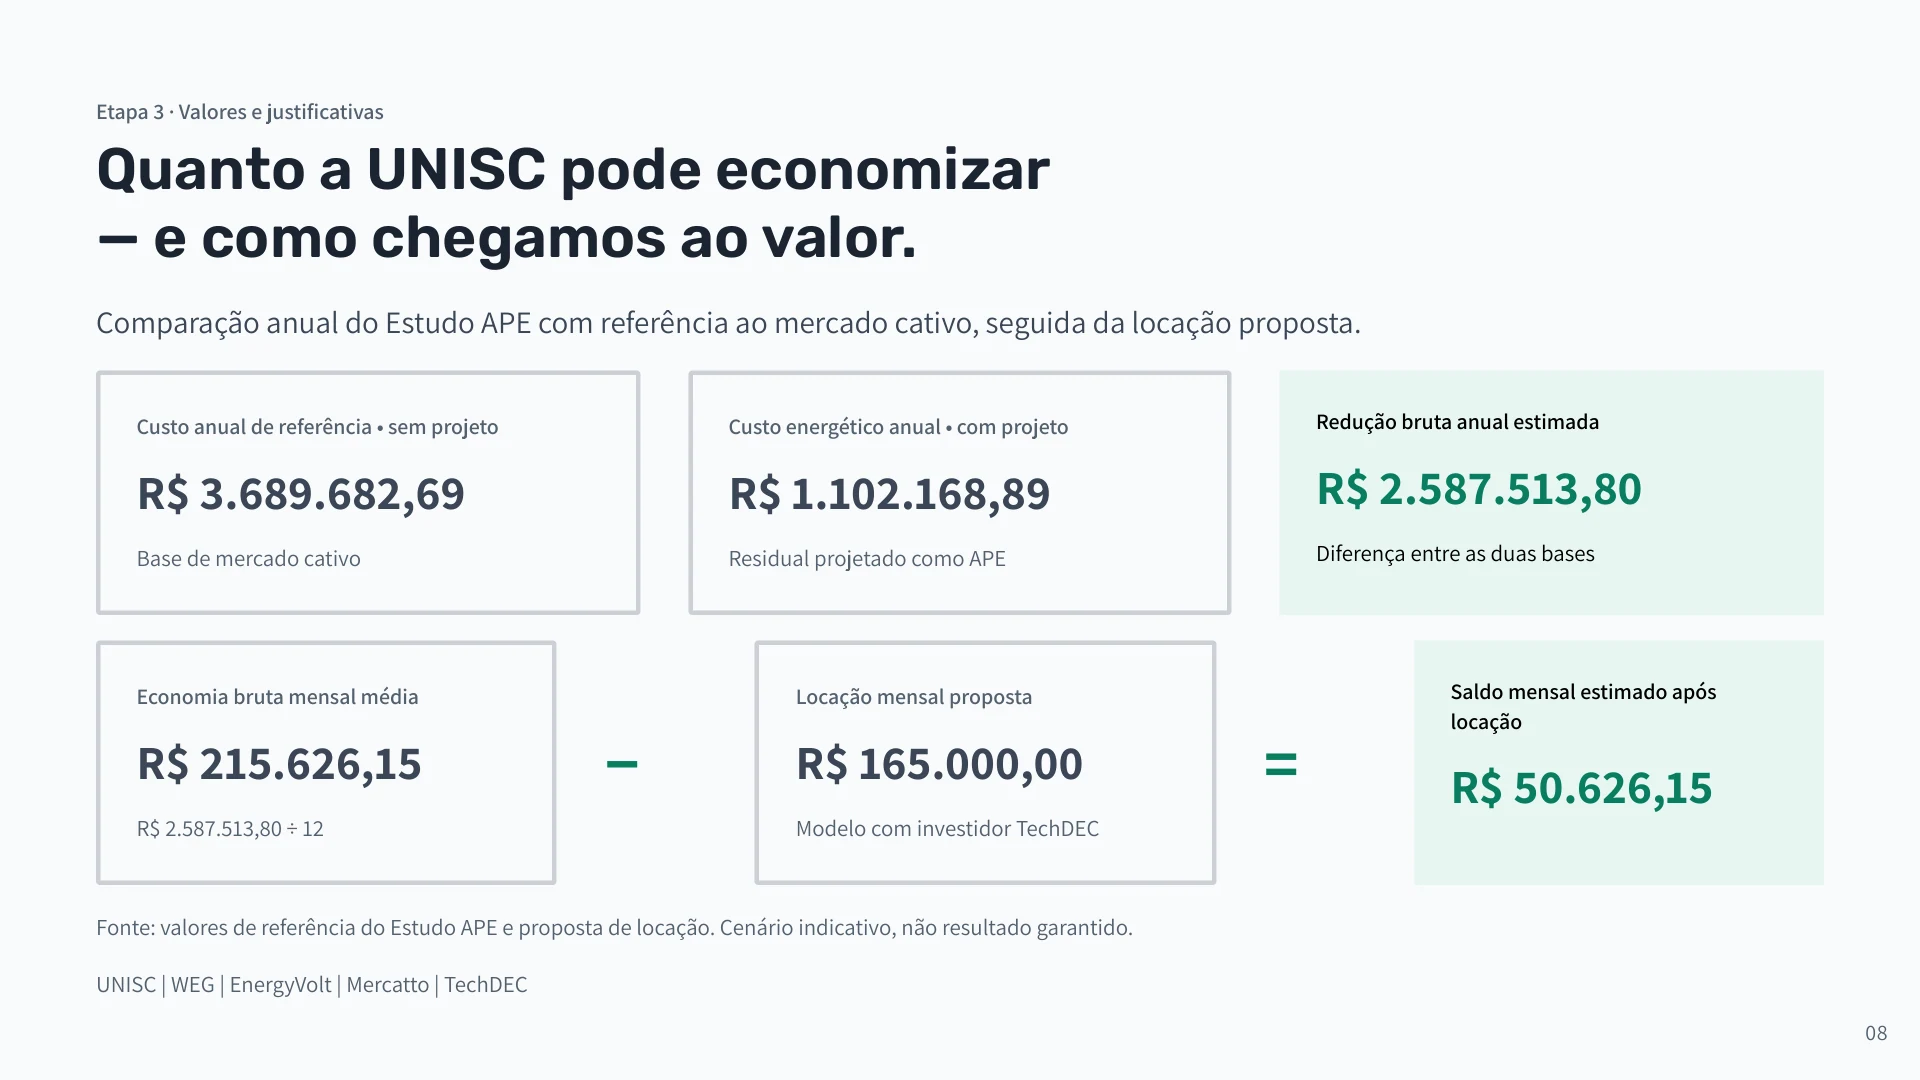 Etapa 3 · Valores e justificativas
Quanto a UNISC pode economizar
— e como chegamos ao valor.
Comparação anual do Estudo APE com referência ao mercado cativo, seguida da locação proposta.
Custo anual de referência • sem projeto
R$ 3.689.682,69
Base de mercado cativo
Custo energético anual • com projeto
R$ 1.102.168,89
Residual projetado como APE
Redução bruta anual estimada
R$ 2.587.513,80
Diferença entre as duas bases
Economia bruta mensal média
R$ 215.626,15
R$ 2.587.513,80 ÷ 12
–
Locação mensal proposta
R$ 165.000,00
Modelo com investidor TechDEC
=
Saldo mensal estimado após
locação
R$ 50.626,15
Fonte: valores de referência do Estudo APE e proposta de locação. Cenário indicativo, não resultado garantido.
UNISC | WEG | EnergyVolt | Mercatto | TechDEC
08